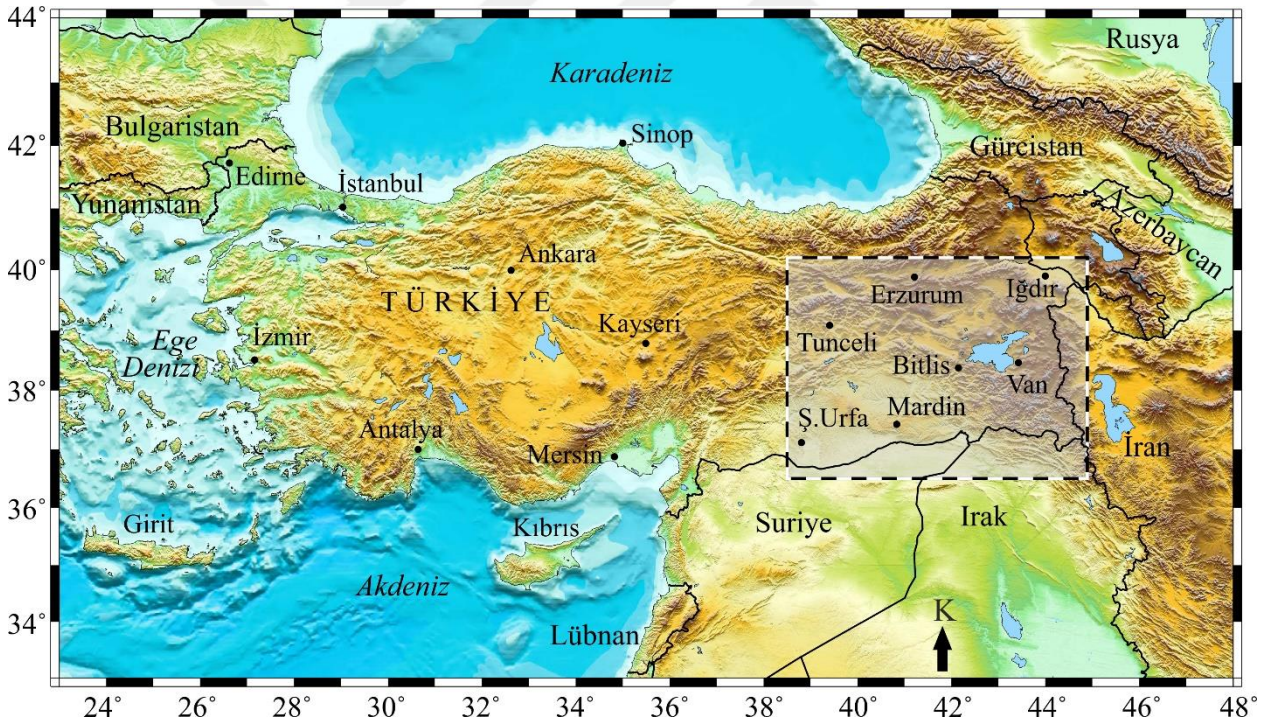 44°
Rusya
Karadeniz
Bulgaristan
Sinop
42°
Gürcistan
Edirne
İstanbul
Yunanistan
Azerbaycan
40°
Ankara
Erzurum
Iğdir
TÜRKİYE
Kayseri
Ege
Denizi
İzmir
Tunceli
Bitlis
Van
38°
Mardin
Ş.Urfa
Antalya
Mersin
İran
36°
Girit
Kıbrıs
Suriye
Irak
Akdeniz
K
34°
Lübnan
24° 26° 28° 30° 32° 34° 36° 38° 40° 42° 44° 46° 48°